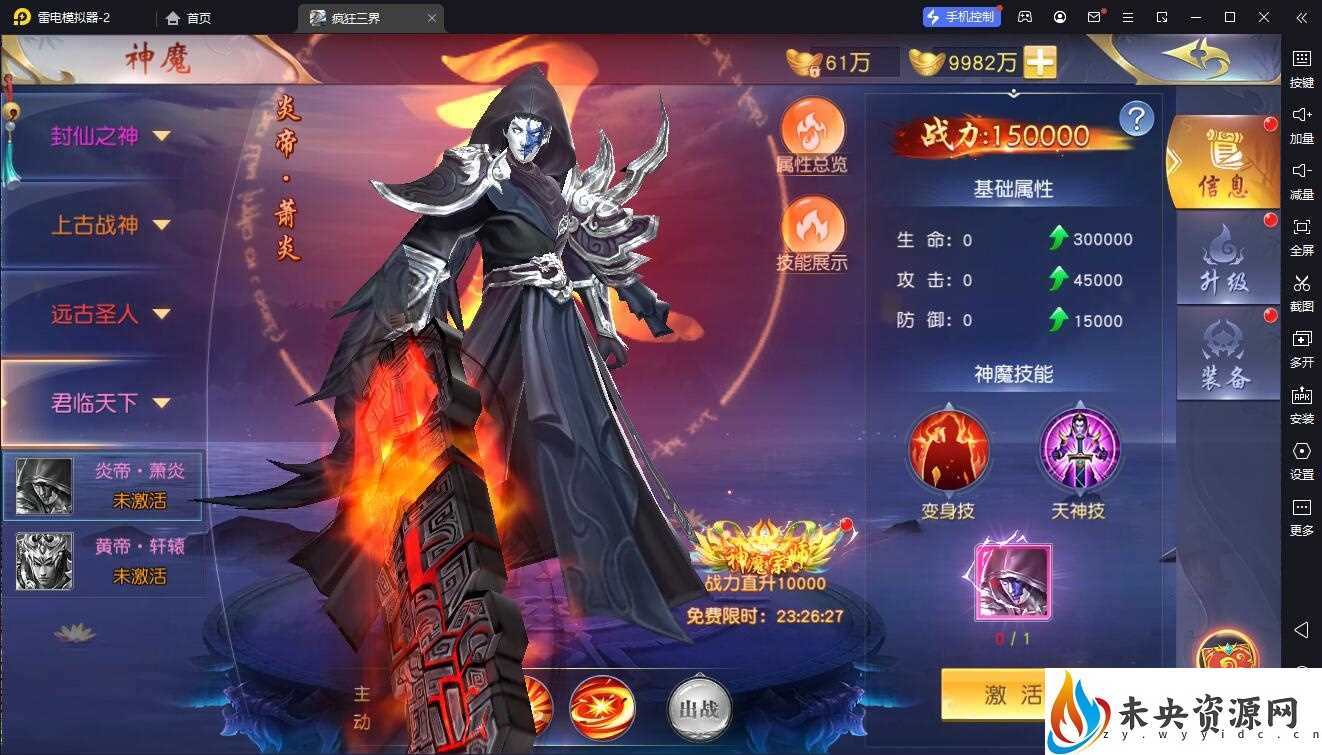 雷电模拟器-2
首页
疯狂三界
手机控制
神魔
61万
9982万
封仙之神
上古战神
远古圣人
君临天下
炎帝·萧炎
未激活
黄帝·轩辕
未激活
炎帝·萧炎
属性总览
技能展示
神魔宗师
战力直升10000
免费限时：23:26:27
主动
出战
战力:150000
?
基础属性
生 命：0 300000
攻 击：0 45000
防 御：0 15000
神魔技能
变身技
天神技
0/1
激 活
信息
升级
装备
按键
加量
减量
全屏
截图
多开
APK
安装
设置
更多
未央资源网
zy.wyyidc.cn